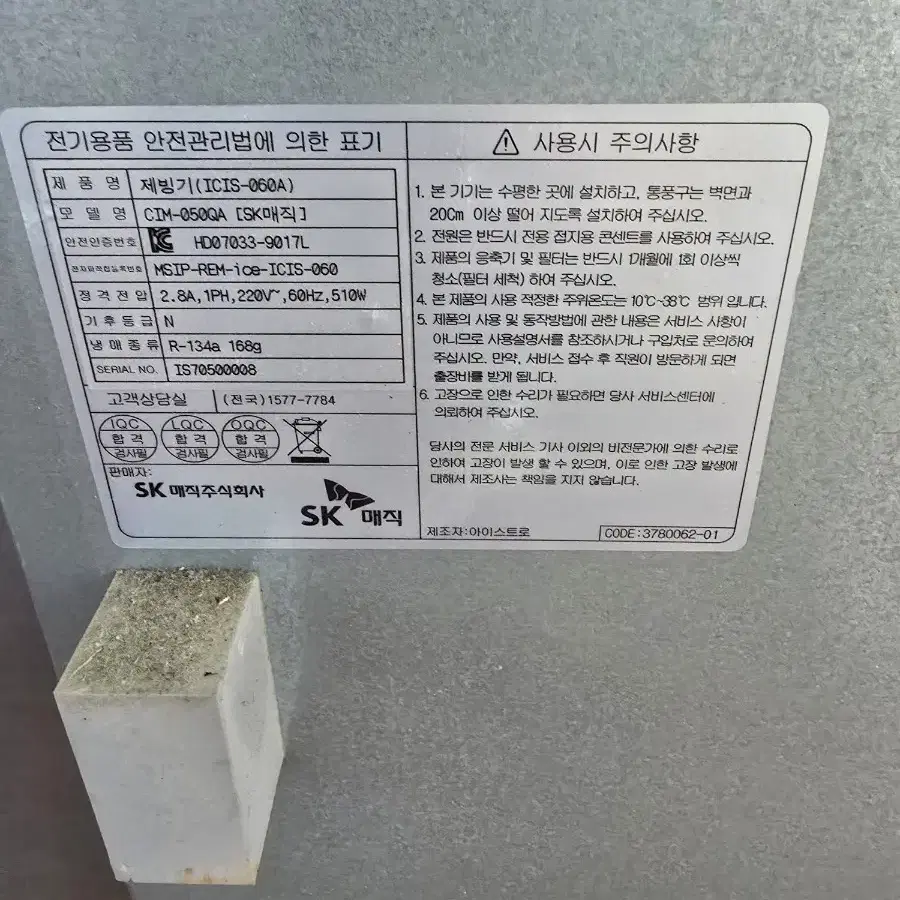 전기용품 안전관리법에 의한 표기
제 품 명 제빙기(ICIS-060A)
모 델 명 CIM-050QA [SK매직]
안전인증번호 HD07033-9017L
전자파적합등록번호 MSIP-REM-ice-ICIS-060
정 격 전 압 2.8A,1PH,220V~,60Hz,510W
기 후 등 급 N
냉 매 종 류 R-134a 168g
SERIAL NO. IS70500008
고객상담실 (전국)1577-7784
IQC 합격 검사필
LQC 합격 검사필
OQC 합격 검사필
판매자:
SK 매직주식회사
SK 매직
사용시 주의사항
1. 본 기기는 수평한 곳에 설치하고, 통풍구는 벽면과
20Cm 이상 떨어 지도록 설치하여 주십시오.
2. 전원은 반드시 전용 접지용 콘센트를 사용하여 주십시요.
3. 제품의 응축기 및 필터는 반드시 1개월에 1회 이상씩
청소(필터 세척) 하여 주십시오.
4. 본 제품의 사용 적정한 주위온도는 10℃~38℃ 범위 입니다.
5. 제품의 사용 및 동작방법에 관한 내용은 서비스 사항이
아니므로 사용설명서를 참조하시거나 구입처로 문의하여
주십시오. 만약, 서비스 접수 후 직원이 방문하게 되면
출장비를 받게 됩니다.
6. 고장으로 인한 수리가 필요하면 당사 서비스센터에
의뢰하여 주십시오.
당사의 전문 서비스 기사 이외의 비전문가에 의한 수리로
인하여 고장이 발생 할 수 있으며, 이로 인한 고장 발생에
대해서 제조사는 책임을 지지 않습니다.
제조자:아이스트로
CODE:3780062-01